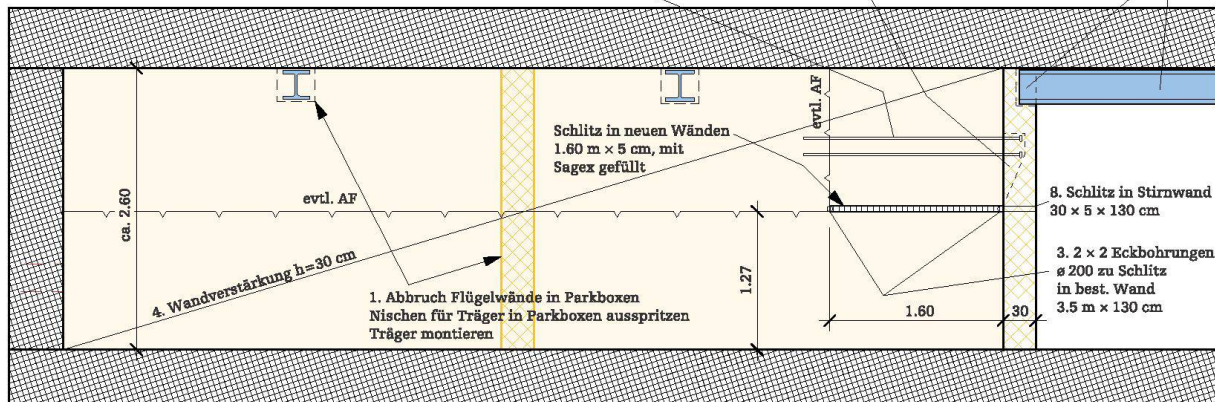 evtl. AF
Schlitz in neuen Wänden
1.60 m × 5 cm, mit
Sagex gefüllt
ca. 2.60
evtl. AF
8. Schlitz in Stirnwand
30 × 5 × 130 cm
4. Wandverstärkung h=30 cm
1.27
3. 2 × 2 Eckbohrungen
ø 200 zu Schlitz
in best. Wand
3.5 m × 130 cm
1. Abbruch Flügelwände in Parkboxen
Nischen für Träger in Parkboxen ausspritzen
Träger montieren
1.60
30